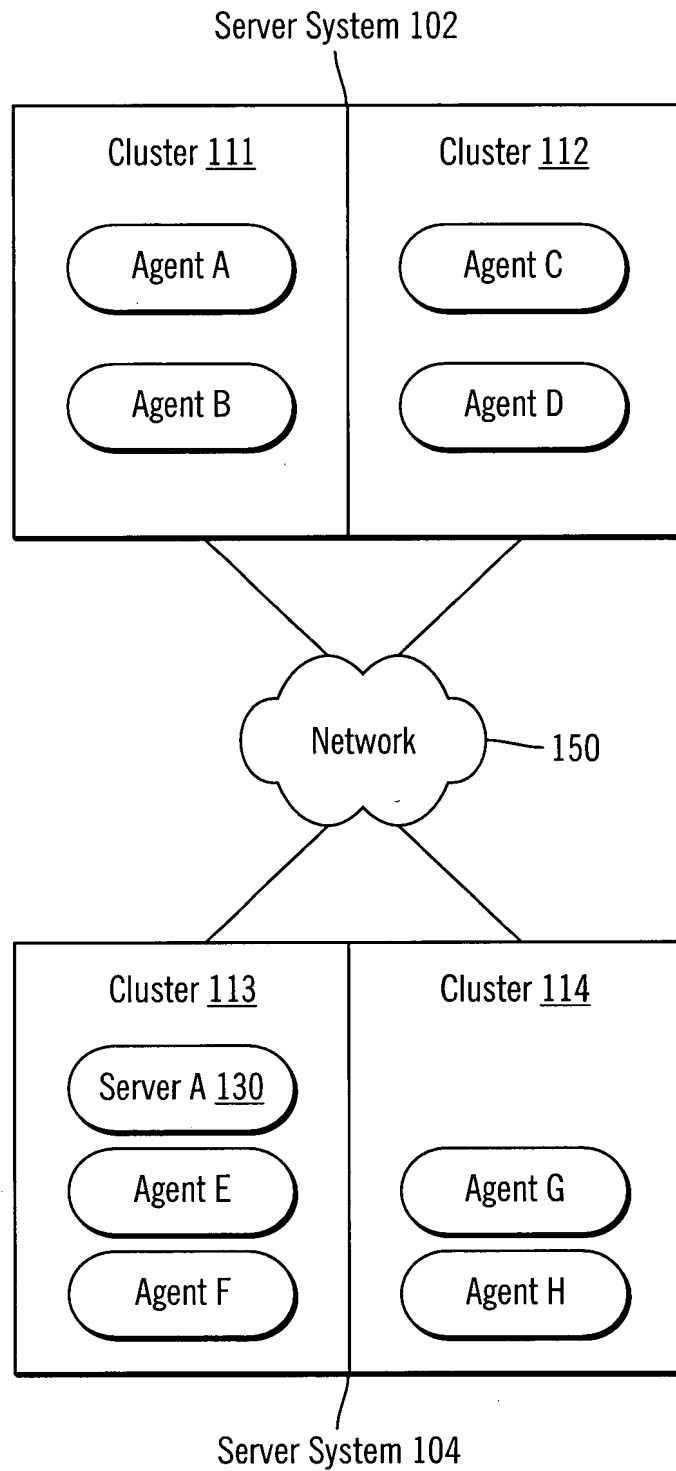 Server System 102
Cluster 111
Cluster 112
Agent A
Agent C
Agent B
Agent D
Network
150
Cluster 113
Cluster 114
Server A 130
Agent E
Agent G
Agent F
Agent H
Server System 104